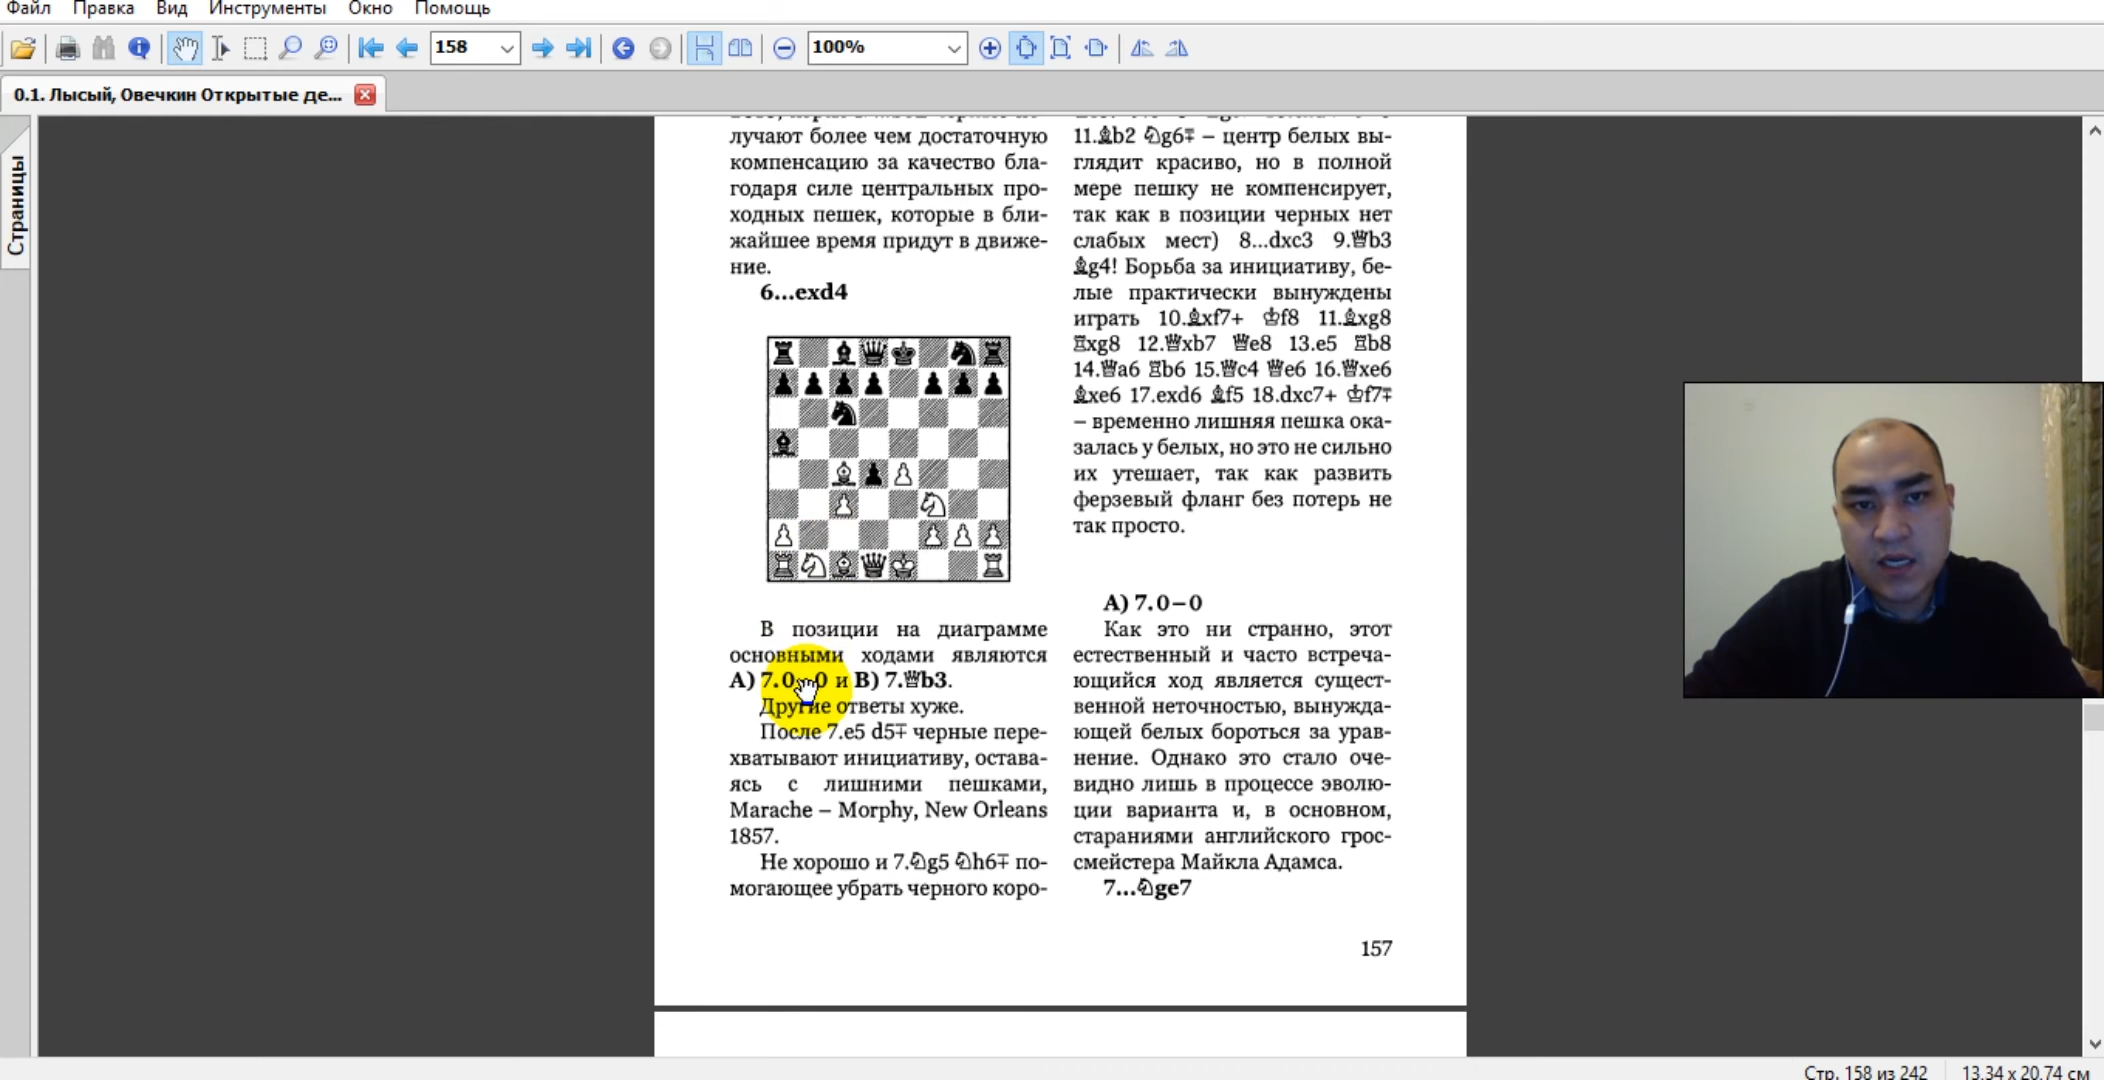 Файл Правка Вид Инструменты Окно Помощь
158
100%
0.1. Лысый, Овечкин Открытые де...
Страницы
лучают более чем достаточную
компенсацию за качество бла-
годаря силе центральных про-
ходных пешек, которые в бли-
жайшее время придут в движе-
ние.
6...exd4
В позиции на диаграмме
основными ходами являются
А) 7.0–0 и В) 7.♕b3.
Другие ответы хуже.
После 7.e5 d5∓ черные пере-
хватывают инициативу, остава-
ясь с лишними пешками,
Marache – Morphy, New Orleans
1857.
Не хорошо и 7.♘g5 ♘h6∓ по-
могающее убрать черного коро-
11.♗b2 ♘g6∓ – центр белых вы-
глядит красиво, но в полной
мере пешку не компенсирует,
так как в позиции черных нет
слабых мест) 8...dxc3 9.♕b3
♗g4! Борьба за инициативу, бе-
лые практически вынуждены
играть 10.♗xf7+ ♔f8 11.♗xg8
♖xg8 12.♕xb7 ♕e8 13.e5 ♖b8
14.♕a6 ♖b6 15.♕c4 ♕e6 16.♕xe6
♗xe6 17.exd6 ♗f5 18.dxc7+ ♔f7∓
– временно лишняя пешка ока-
залась у белых, но это не сильно
их утешает, так как развить
ферзевый фланг без потерь не
так просто.
А) 7.0–0
Как это ни странно, этот
естественный и часто встреча-
ющийся ход является сущест-
венной неточностью, вынужда-
ющей белых бороться за урав-
нение. Однако это стало оче-
видно лишь в процессе эволю-
ции варианта и, в основном,
стараниями английского грос-
смейстера Майкла Адамса.
7...♘ge7
157
Стр. 158 из 242 13.34 x 20.74 см